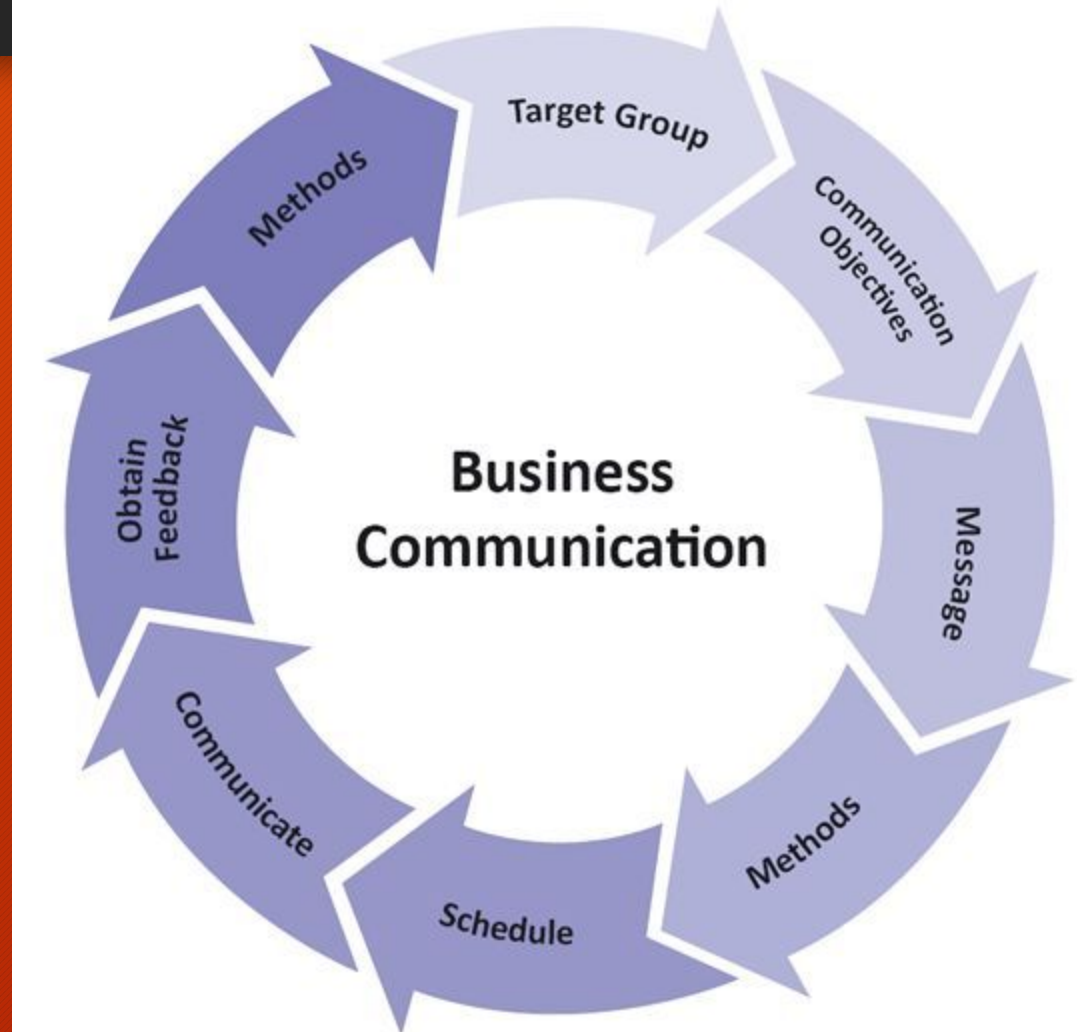 Target Group
Communication
Objectives
Message
Methods
Schedule
Communicate
Obtain
Feedback
Methods
Business
Communication